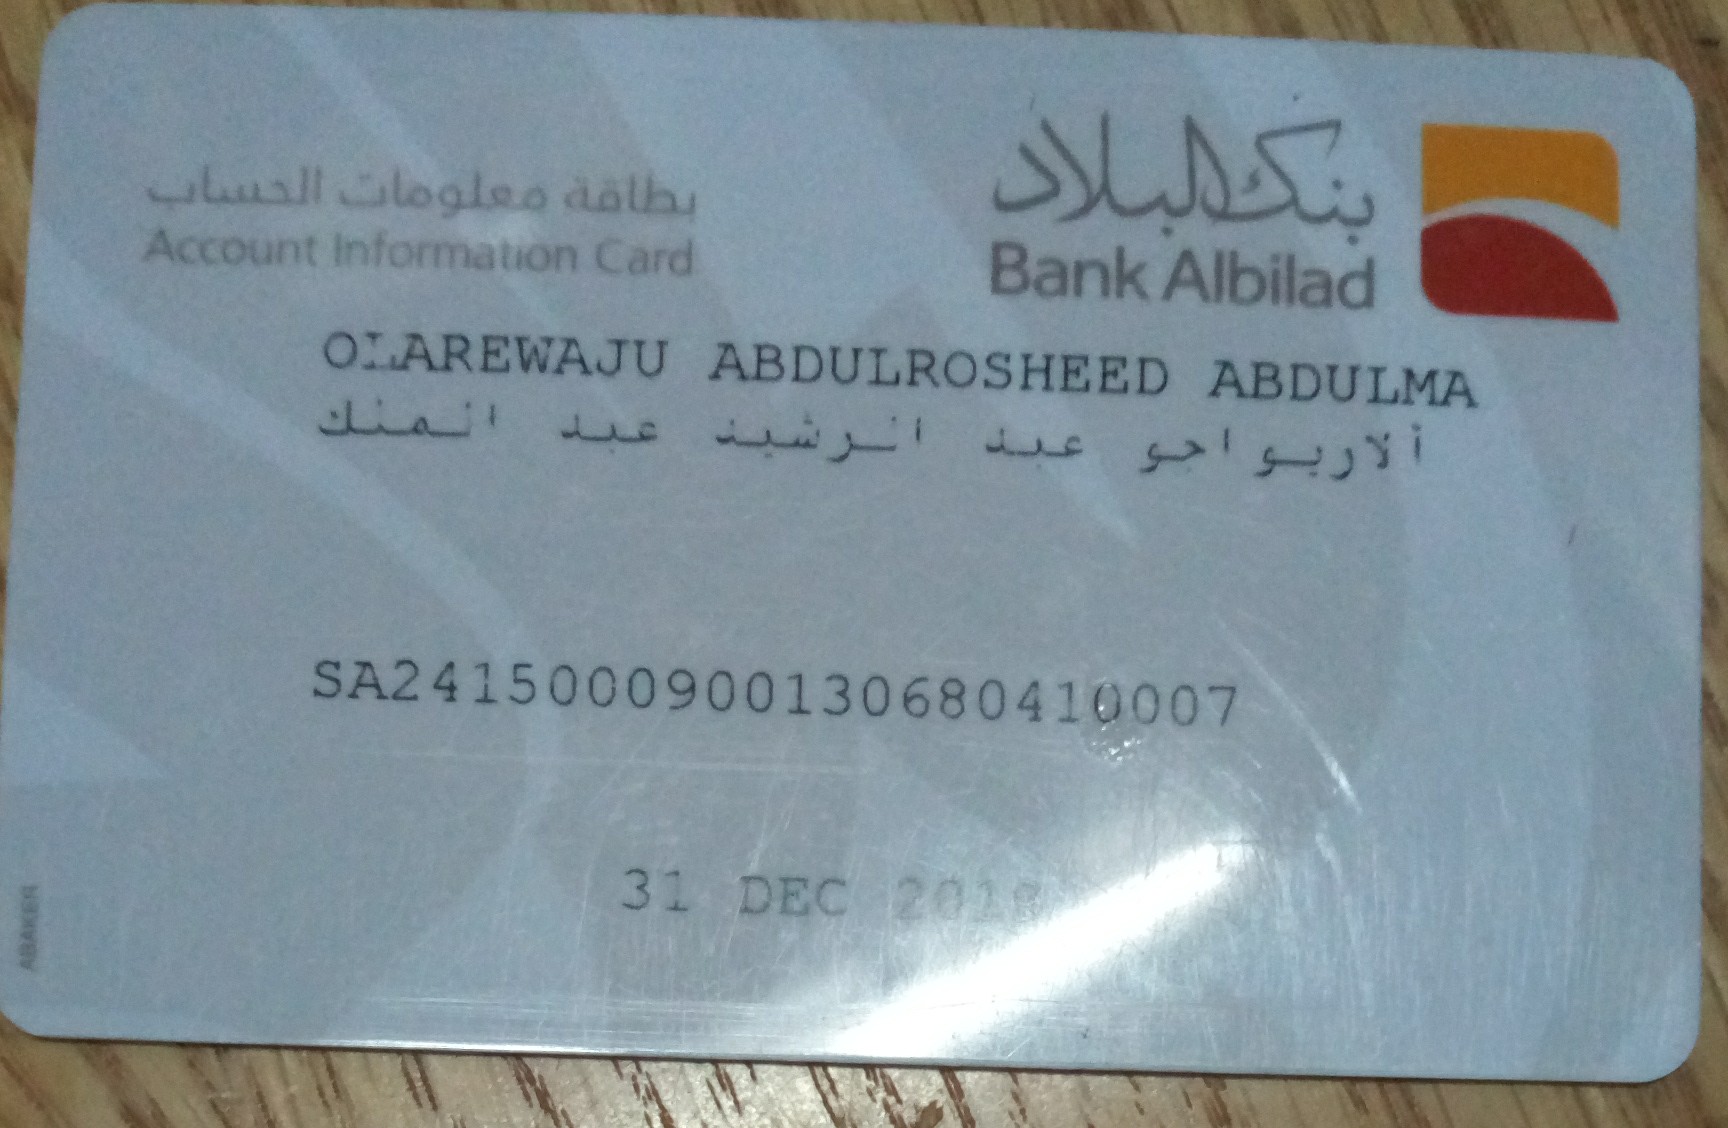 بطاقة معلومات الحساب
Account Information Card
بنك البلاد
Bank Albilad
OLAREWAJU ABDULROSHEED ABDULMA
ألاريواجو عبد الرشيد عبد الملك
SA2415000900130680410007
31 DEC 2018
ABAKER